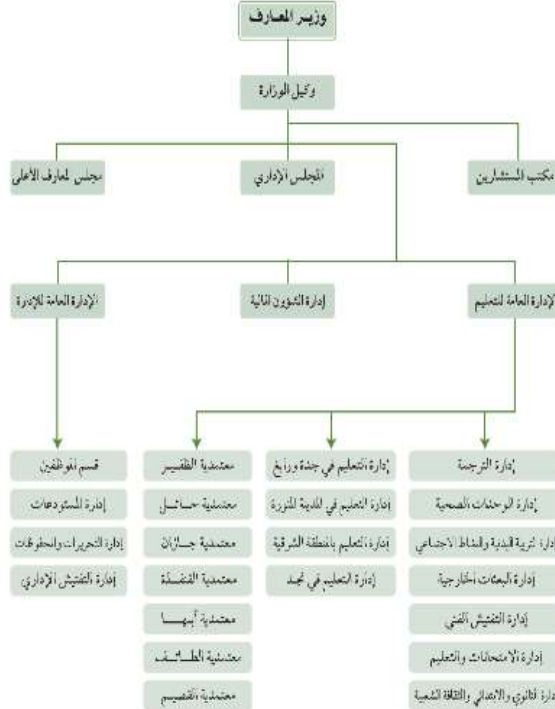 وزير المعارف
وكيل الوزارة
مكتب المستشارين
المجلس الإداري
مجلس المعارف الأعلى
الإدارة العامة للتعليم
إدارة الشؤون المالية
الإدارة العامة للإدارة
إدارة الترجمة
إدارة الوحدات الصحية
إدارة التربية البدنية والنشاط الاجتماعي
إدارة البعثات الخارجية
إدارة التفتيش الفني
إدارة الامتحانات والتعليم
إدارة الثانوي والابتدائي والثقافة الشعبية
إدارة التعليم في جدة ورابغ
إدارة التعليم في المدينة المنورة
إدارة التعليم بالمنطقة الشرقية
إدارة التعليم في نجد
معتمدية الظفير
معتمدية حائل
معتمدية جازان
معتمدية القنفذة
معتمدية أبها
معتمدية الطائف
معتمدية القصيم
قسم الموظفين
إدارة المستودعات
إدارة التحريرات والمحفوظات
إدارة التفتيش الإداري